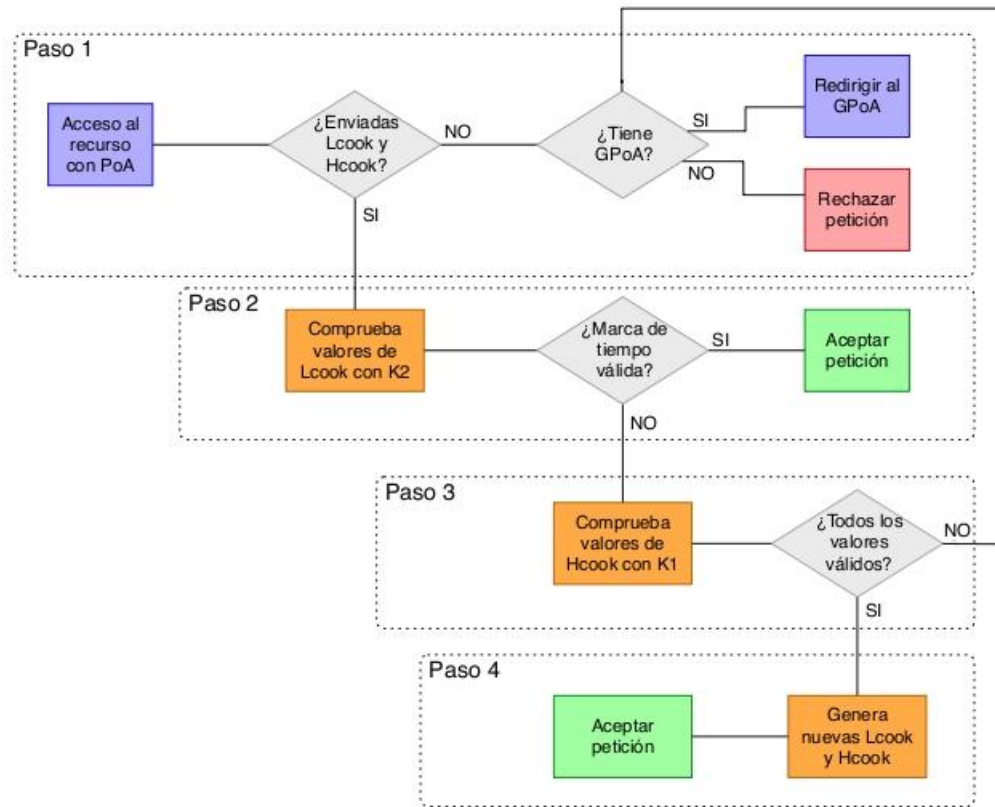 Paso 1
Acceso al
recurso
con PoA
¿Enviadas
Lcook y
Hcook?
NO
SI
¿Tiene
GPoA?
SI
NO
Redirigir al
GPoA
Rechazar
petición
Paso 2
Comprueba
valores de
Lcook con K2
¿Marca de
tiempo
válida?
SI
NO
Aceptar
petición
Paso 3
Comprueba
valores de
Hcook con K1
¿Todos los
valores
válidos?
NO
SI
Paso 4
Aceptar
petición
Genera
nuevas Lcook
y Hcook